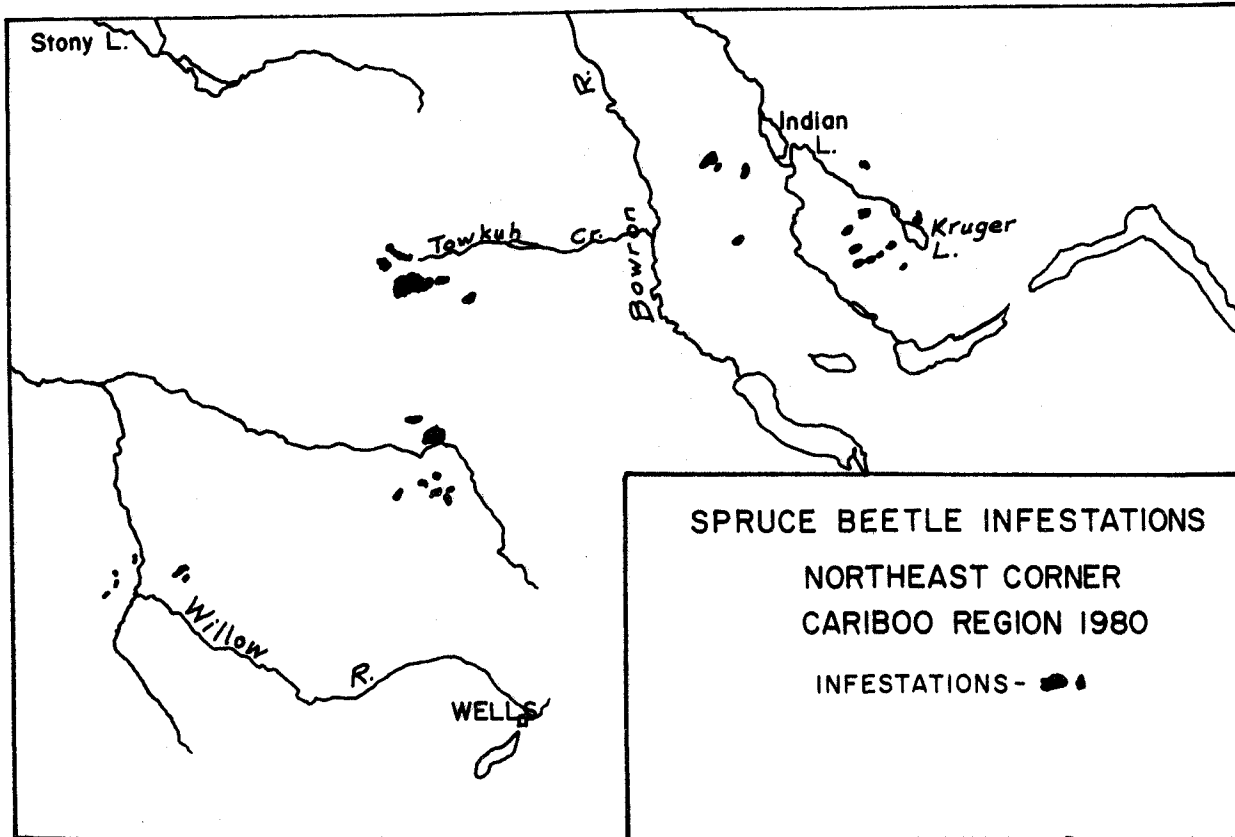 Stony L.
R.
Indian
L.
Towkuh Cr.
Bowron
Kruger
L.
Willow
R.
WELLS
SPRUCE BEETLE INFESTATIONS
NORTHEAST CORNER
CARIBOO REGION 1980
INFESTATIONS-